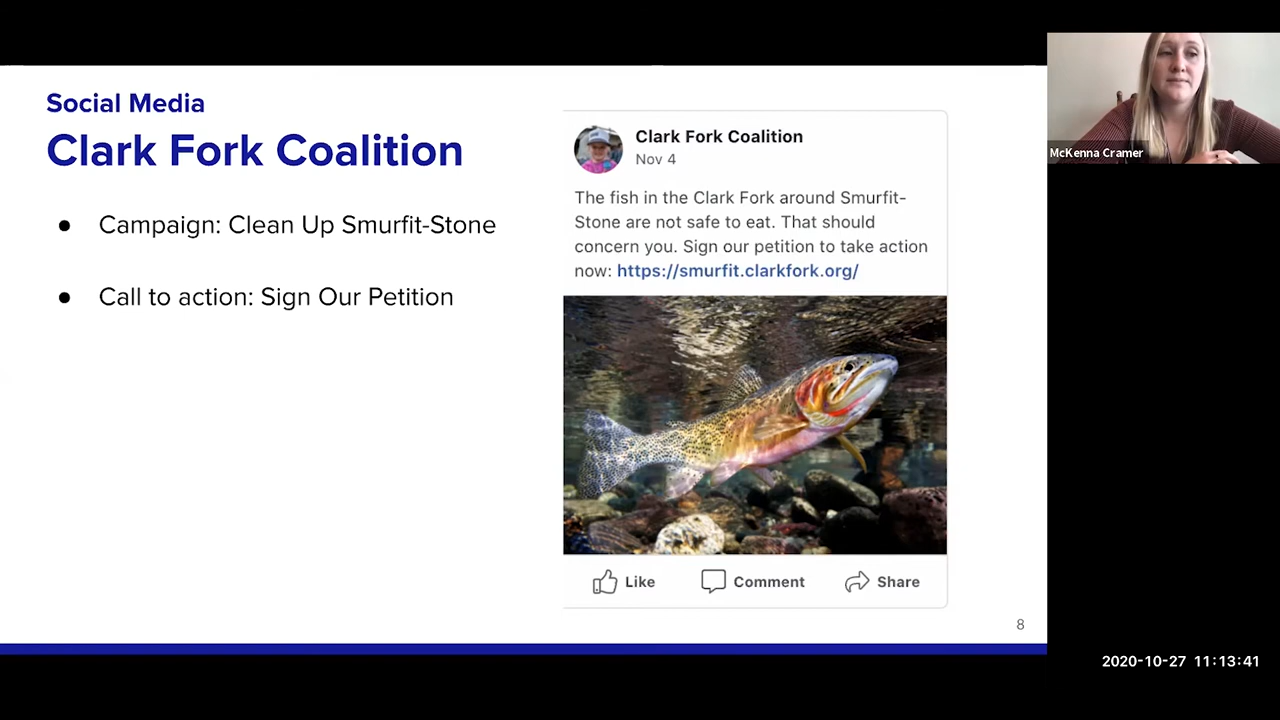 Social Media
Clark Fork Coalition
● Campaign: Clean Up Smurfit-Stone
● Call to action: Sign Our Petition
Clark Fork Coalition
Nov 4
The fish in the Clark Fork around Smurfit-
Stone are not safe to eat. That should
concern you. Sign our petition to take action
now: https://smurfit.clarkfork.org/
Like Comment Share
8
McKenna Cramer
2020-10-27 11:13:41